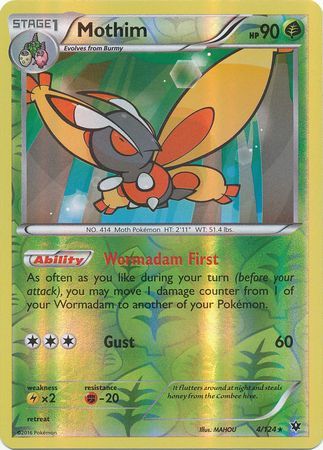 STAGE1
Mothim
HP 90
Evolves from Burmy
NO. 414 Moth Pokémon HT: 2'11" WT: 51.4 lbs.
Ability Wormadam First
As often as you like during your turn (before your
attack), you may move 1 damage counter from 1 of
your Wormadam to another of your Pokémon.
Gust 60
weakness resistance
×2 -20
It flutters around at night and steals
honey from the Combee hive.
retreat
©2016 Pokémon
Illus. MAHOU
4/124★